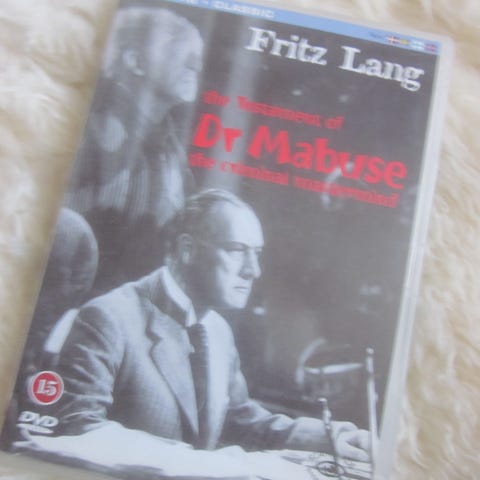 CLASSIC
Fritz Lang
the Testament of
Dr Mabuse
the criminal mastermind
15
DVD